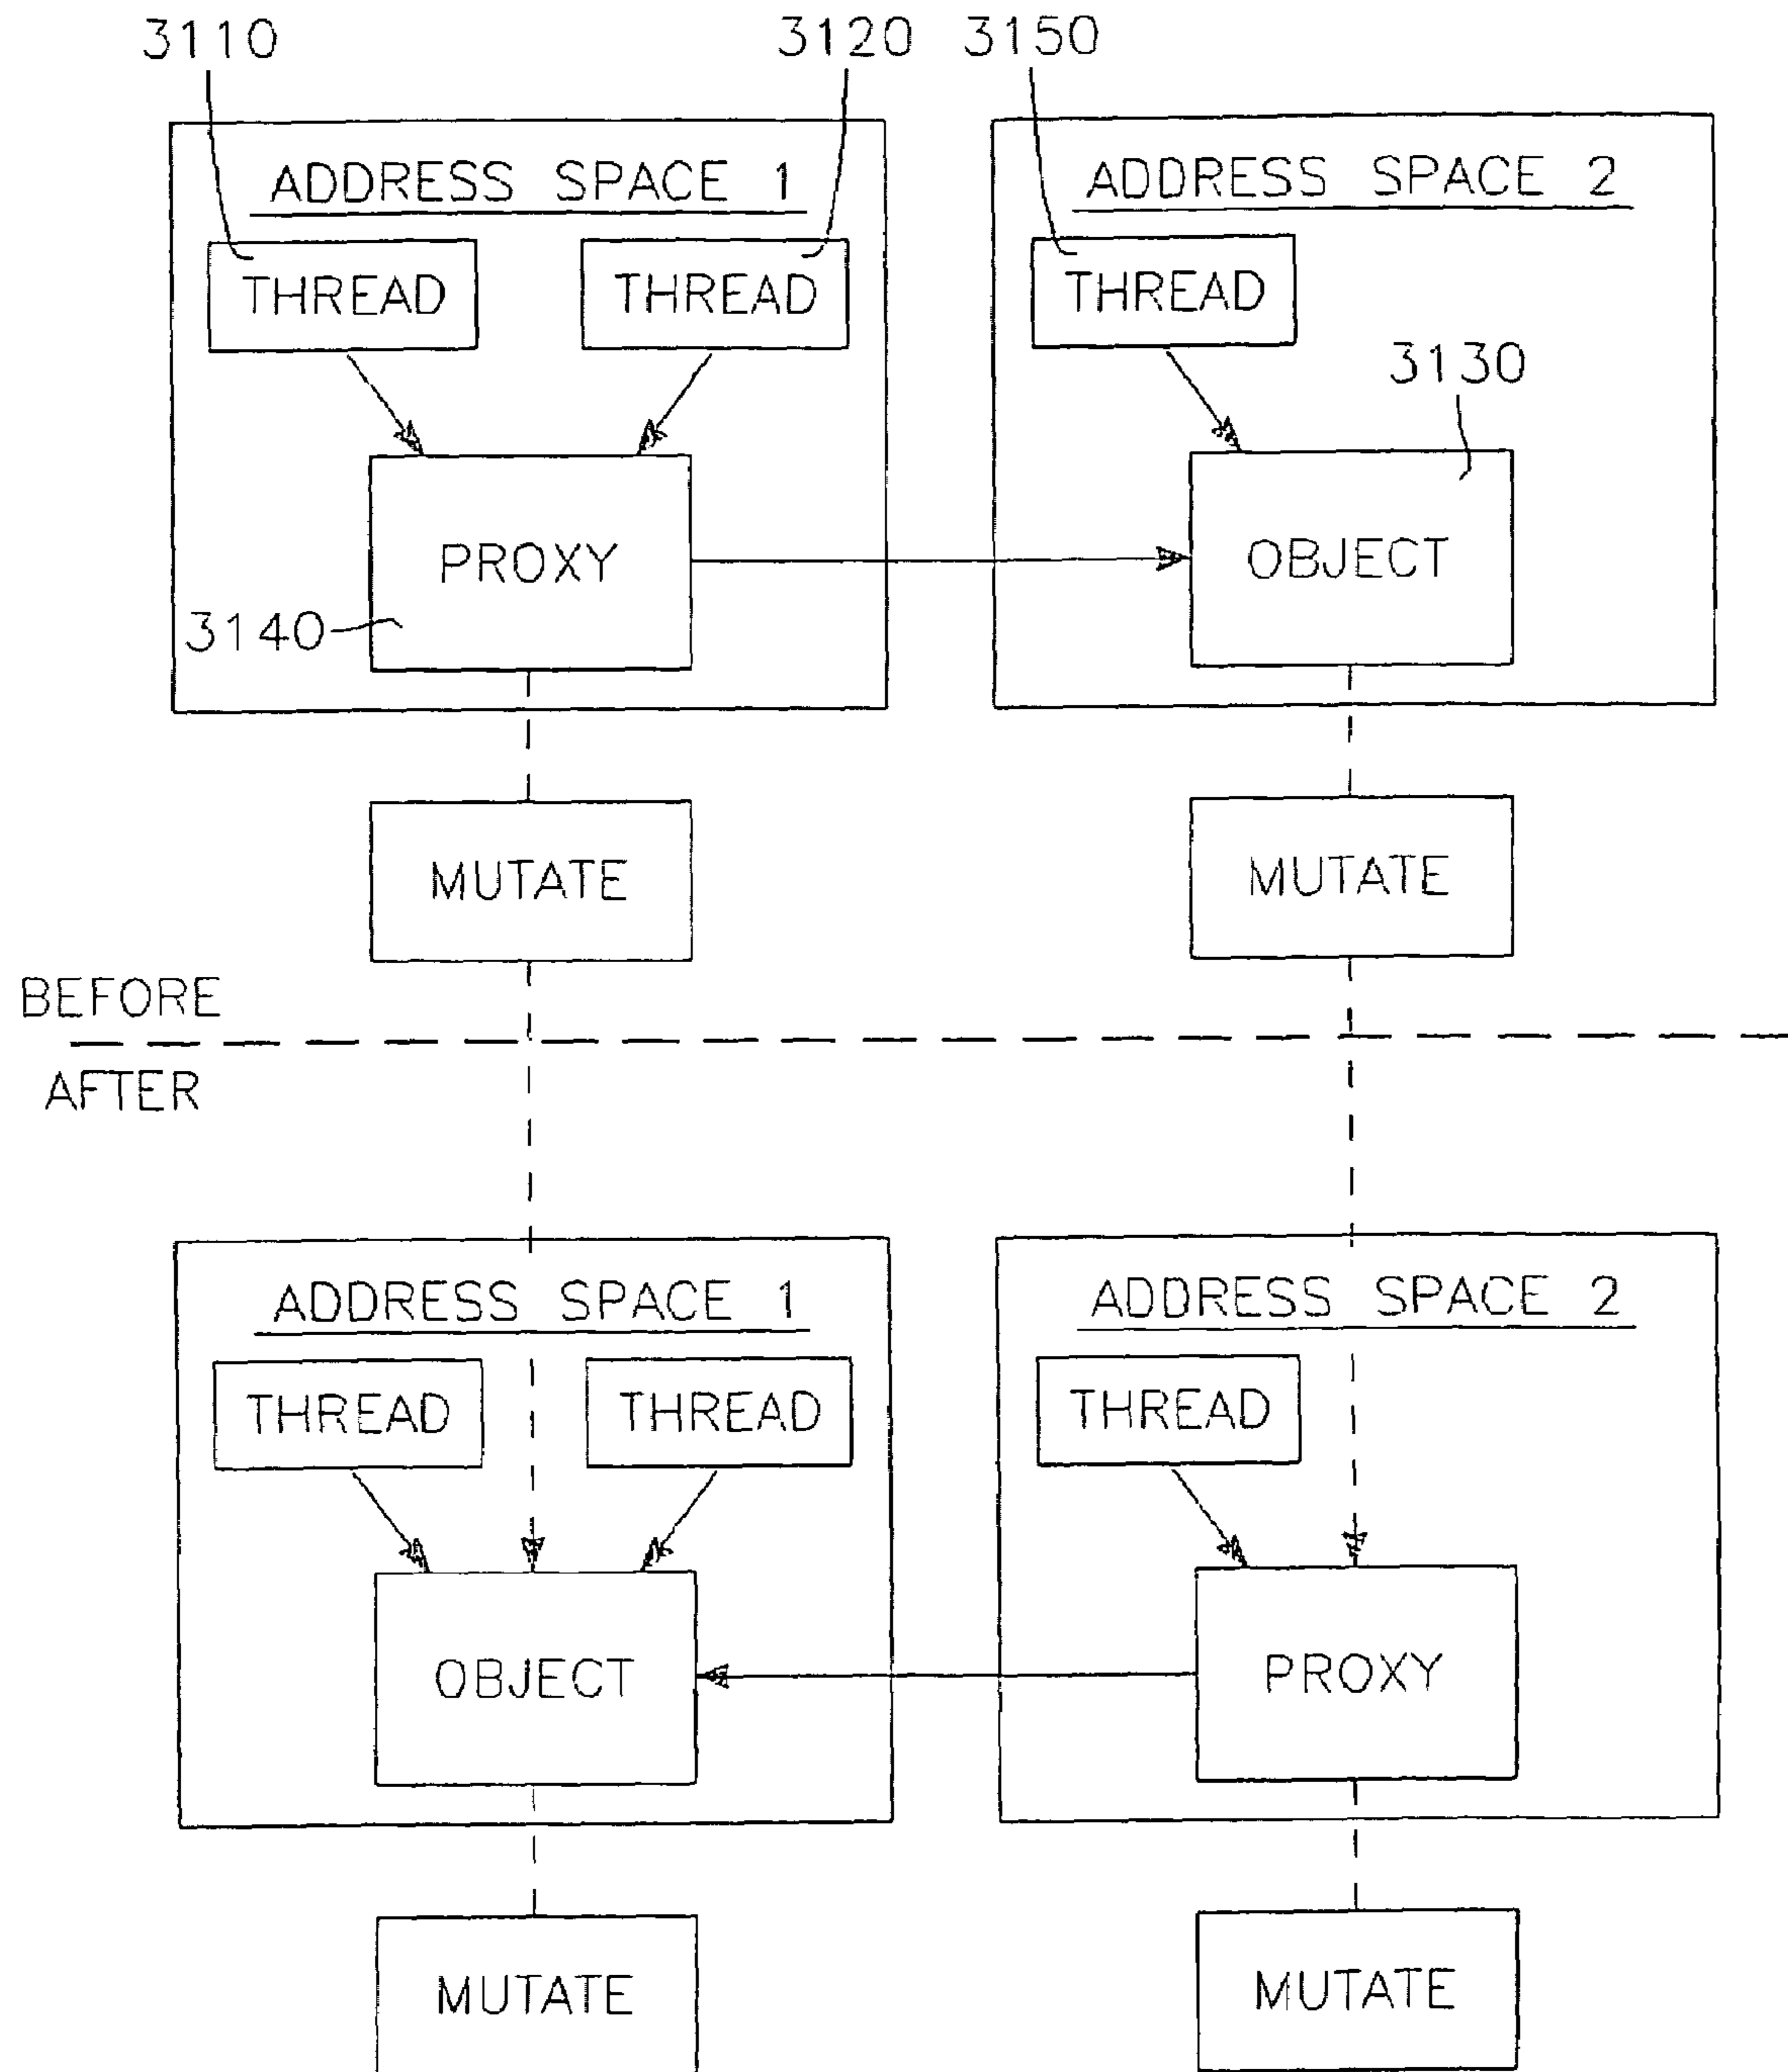 3110 3120 3150
ADDRESS SPACE 1 ADDRESS SPACE 2
THREAD THREAD THREAD
3130
PROXY OBJECT
3140
MUTATE MUTATE
BEFORE
AFTER
ADDRESS SPACE 1 ADDRESS SPACE 2
THREAD THREAD THREAD
OBJECT PROXY
MUTATE MUTATE